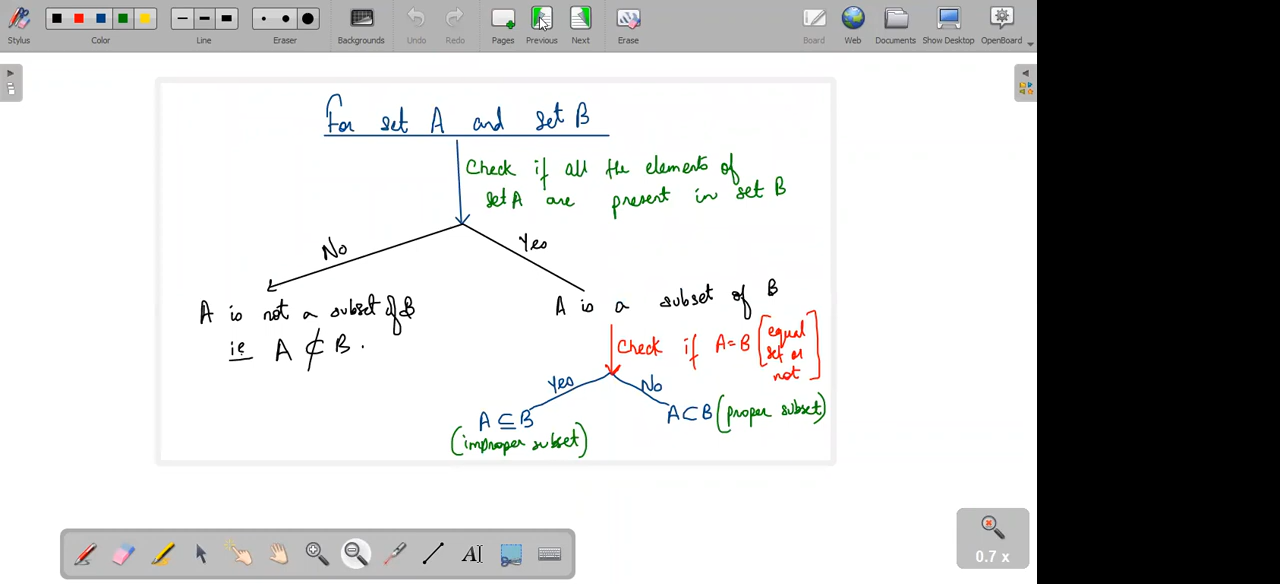 Stylus
Color
Line
Eraser
Backgrounds
Undo
Redo
Pages
Previous
Next
Erase
Board
Web
Documents
Show Desktop
OpenBoard
For set A and set B
Check if all the elements of
set A are present in set B
No
Yes
A is not a subset of B
ie A ⊄ B.
A is a subset of B
Check if A=B [equal
set or
not]
Yes
No
A ⊆ B
(improper subset)
A ⊂ B (proper subset)
AI
0.7 x